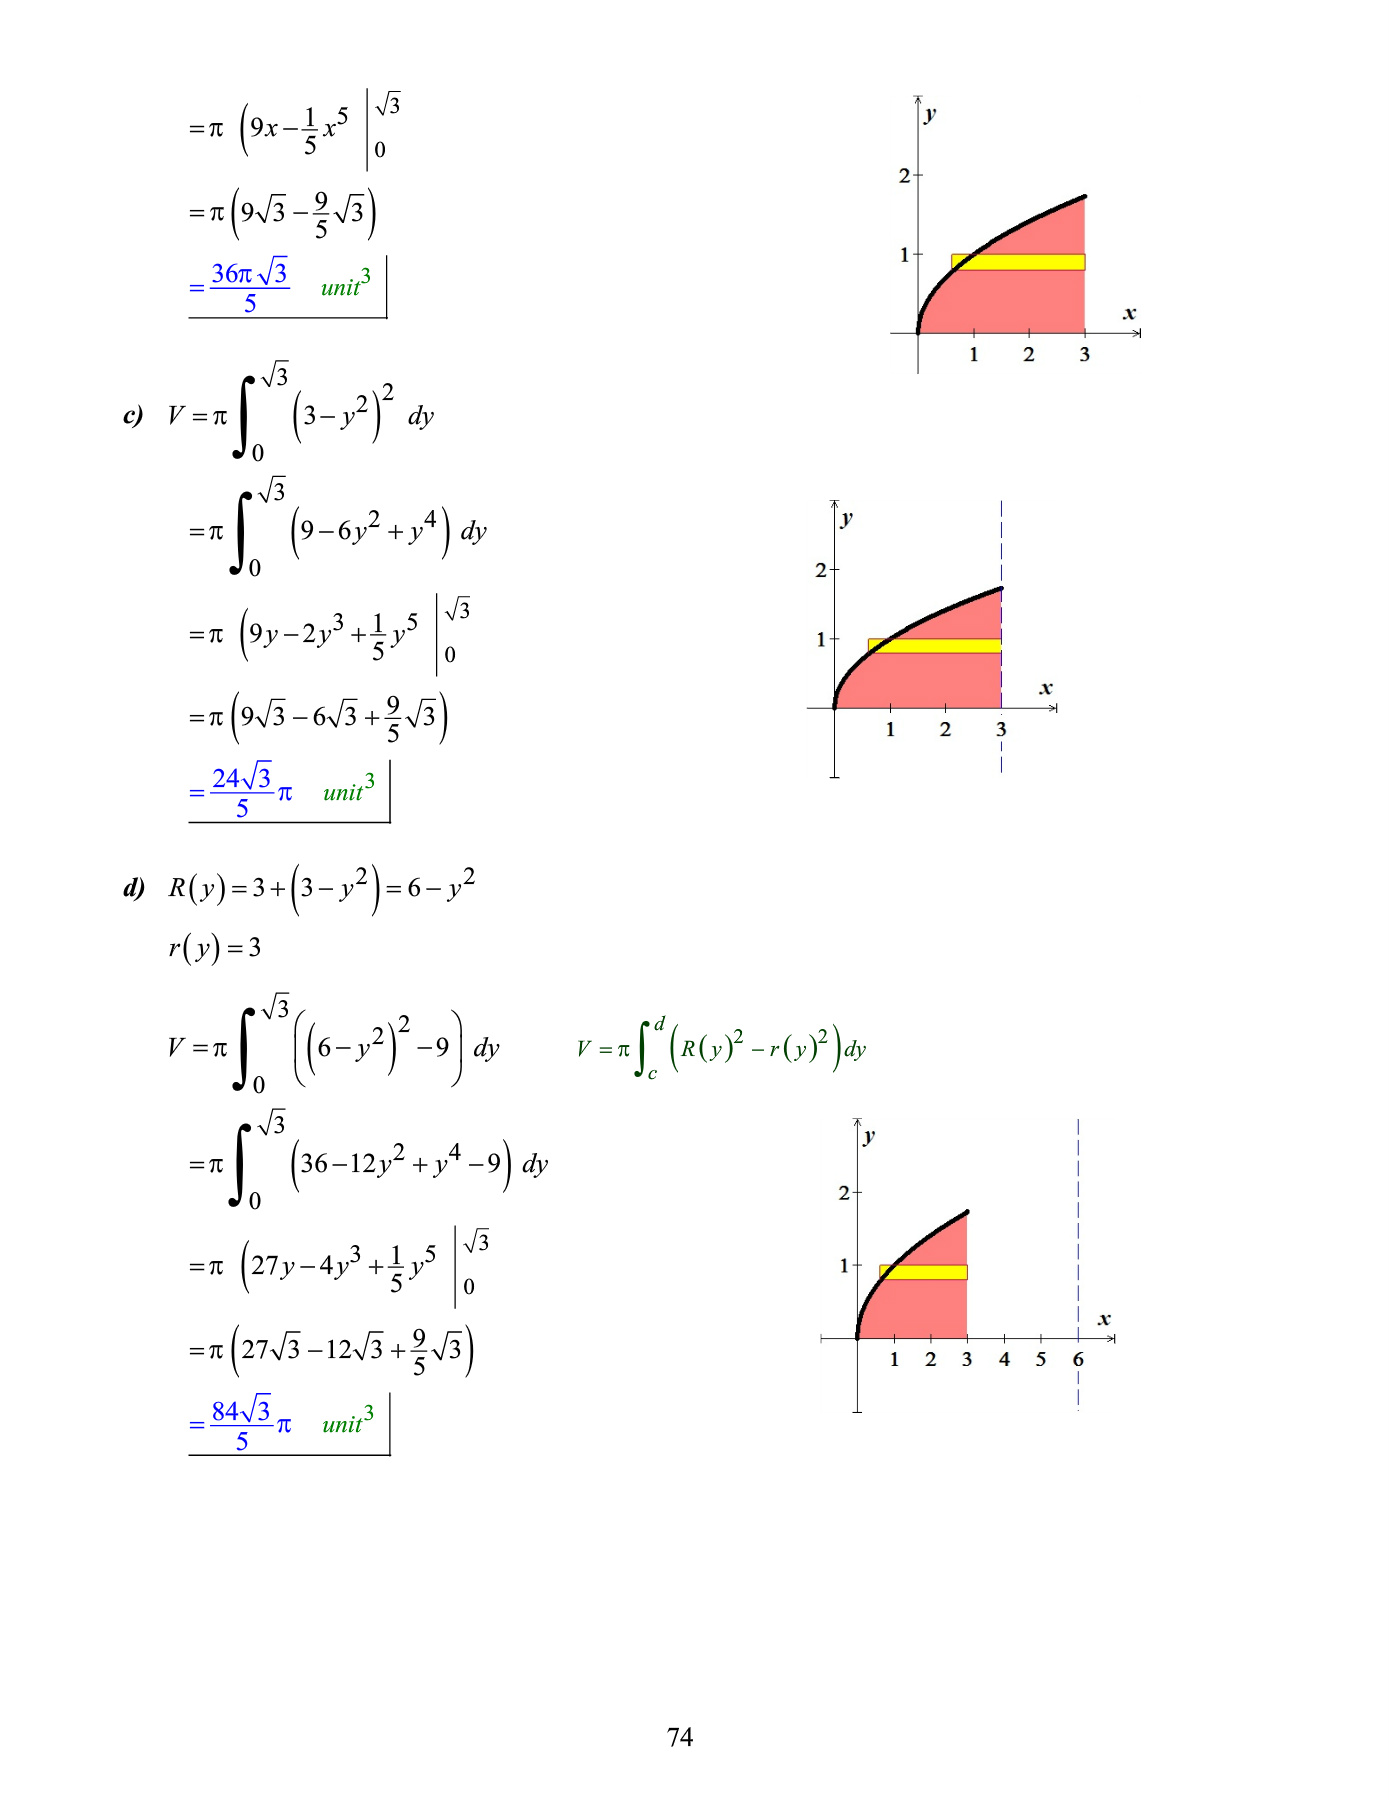 = π (9x − 1/5 x⁵ |₀^√3
= π(9√3 − 9/5 √3)
= 36π√3/5 unit³
y
2
1
x
1 2 3
c) V = π ∫₀^√3 (3 − y²)² dy
= π ∫₀^√3 (9 − 6y² + y⁴) dy
= π (9y − 2y³ + 1/5 y⁵ |₀^√3
= π(9√3 − 6√3 + 9/5 √3)
= 24√3/5 π unit³
y
2
1
x
1 2 3
d) R(y) = 3 + (3 − y²) = 6 − y²
r(y) = 3
V = π ∫₀^√3 ((6 − y²)² − 9) dy V = π ∫_c^d (R(y)² − r(y)²) dy
= π ∫₀^√3 (36 − 12y² + y⁴ − 9) dy
= π (27y − 4y³ + 1/5 y⁵ |₀^√3
= π(27√3 − 12√3 + 9/5 √3)
= 84√3/5 π unit³
y
2
1
x
1 2 3 4 5 6
74